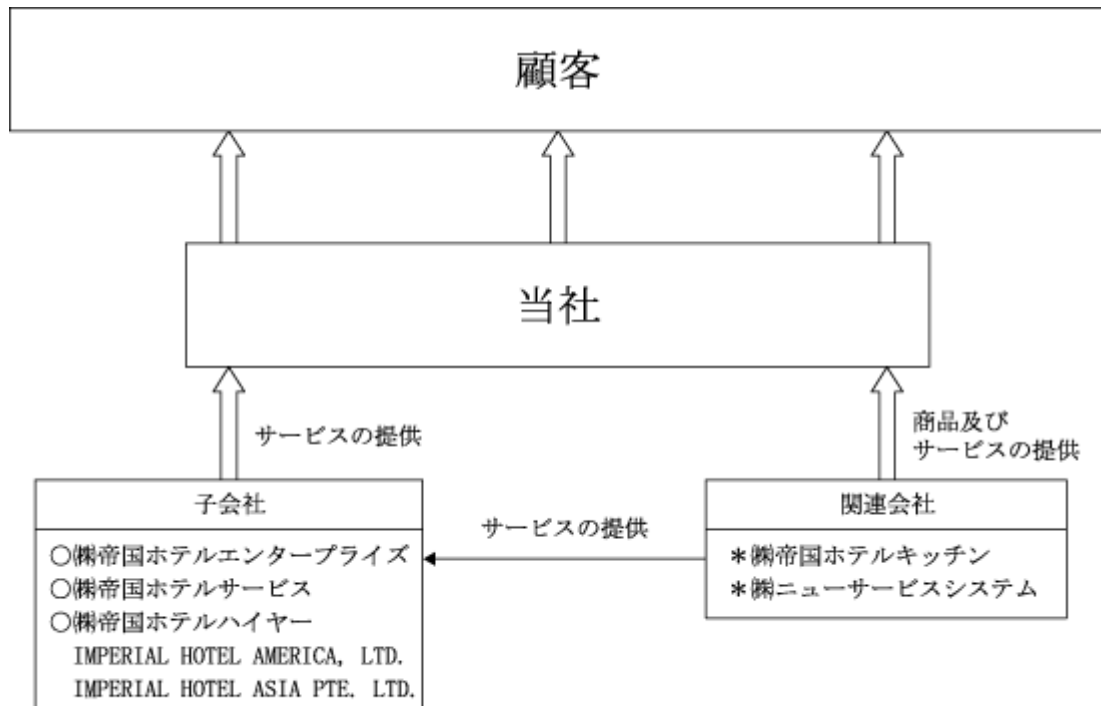 顧客
当社
サービスの提供
商品及び
サービスの提供
子会社
関連会社
サービスの提供
○㈱帝国ホテルエンタープライズ
○㈱帝国ホテルサービス
○㈱帝国ホテルハイヤー
IMPERIAL HOTEL AMERICA, LTD.
IMPERIAL HOTEL ASIA PTE. LTD.
＊㈱帝国ホテルキッチン
＊㈱ニューサービスシステム